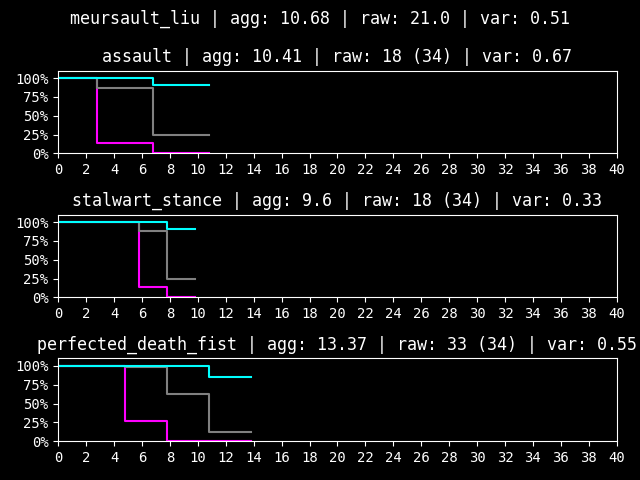 meursault_liu | agg: 10.68 | raw: 21.0 | var: 0.51
assault | agg: 10.41 | raw: 18 (34) | var: 0.67
100%
75%
50%
25%
0%
0 2 4 6 8 10 12 14 16 18 20 22 24 26 28 30 32 34 36 38 40
stalwart_stance | agg: 9.6 | raw: 18 (34) | var: 0.33
100%
75%
50%
25%
0%
0 2 4 6 8 10 12 14 16 18 20 22 24 26 28 30 32 34 36 38 40
perfected_death_fist | agg: 13.37 | raw: 33 (34) | var: 0.55
100%
75%
50%
25%
0%
0 2 4 6 8 10 12 14 16 18 20 22 24 26 28 30 32 34 36 38 40